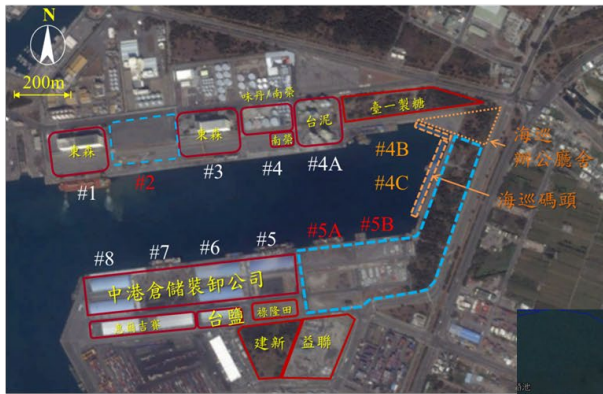 N
200m
味丹/南榮
東森
#1
#2
東森
#3
南榮
#4
台泥
#4A
臺一製糖
#4B
#4C
海巡
辦公廳舍
海巡碼頭
#8
#7
#6
#5
#5A
#5B
中港倉儲裝卸公司
台鹽
綠隆田
建新
益聯